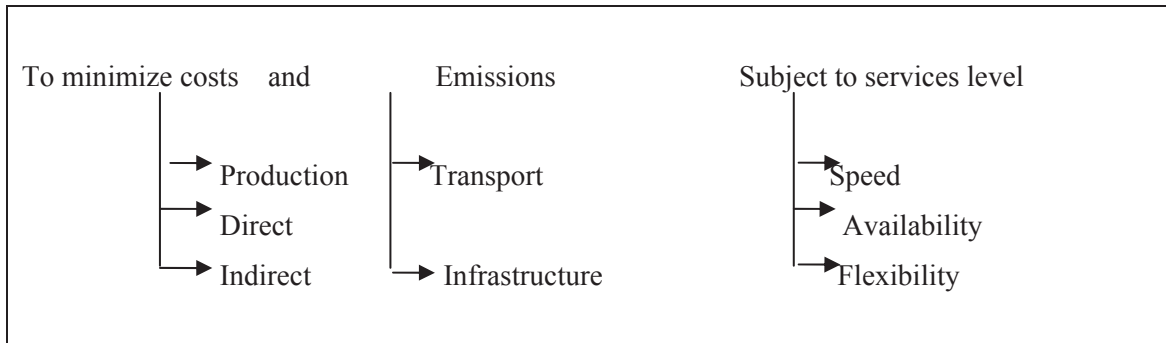 To minimize costs and Emissions Subject to services level
Production Transport Speed
Direct Availability
Indirect Infrastructure Flexibility